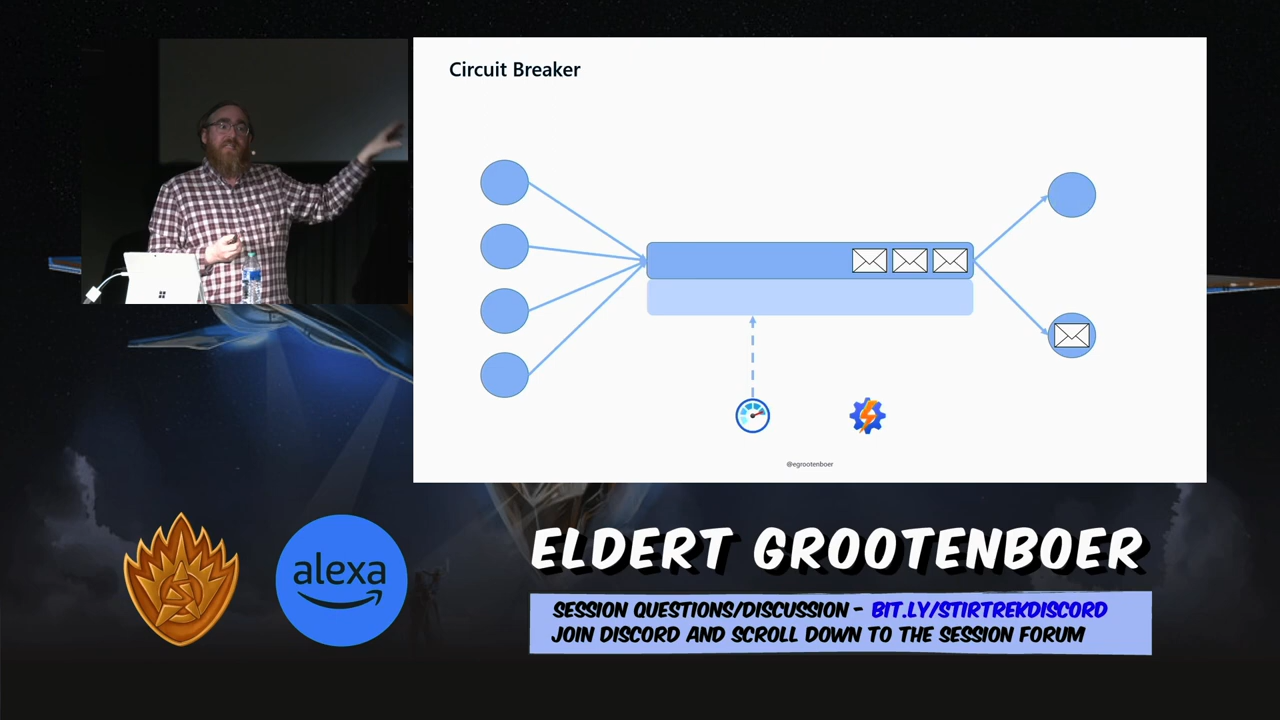 Circuit Breaker
@egrootenboer
alexa
ELDERT GROOTENBOER
SESSION QUESTIONS/DISCUSSION - BIT.LY/STIRTREKDISCORD
JOIN DISCORD AND SCROLL DOWN TO THE SESSION FORUM